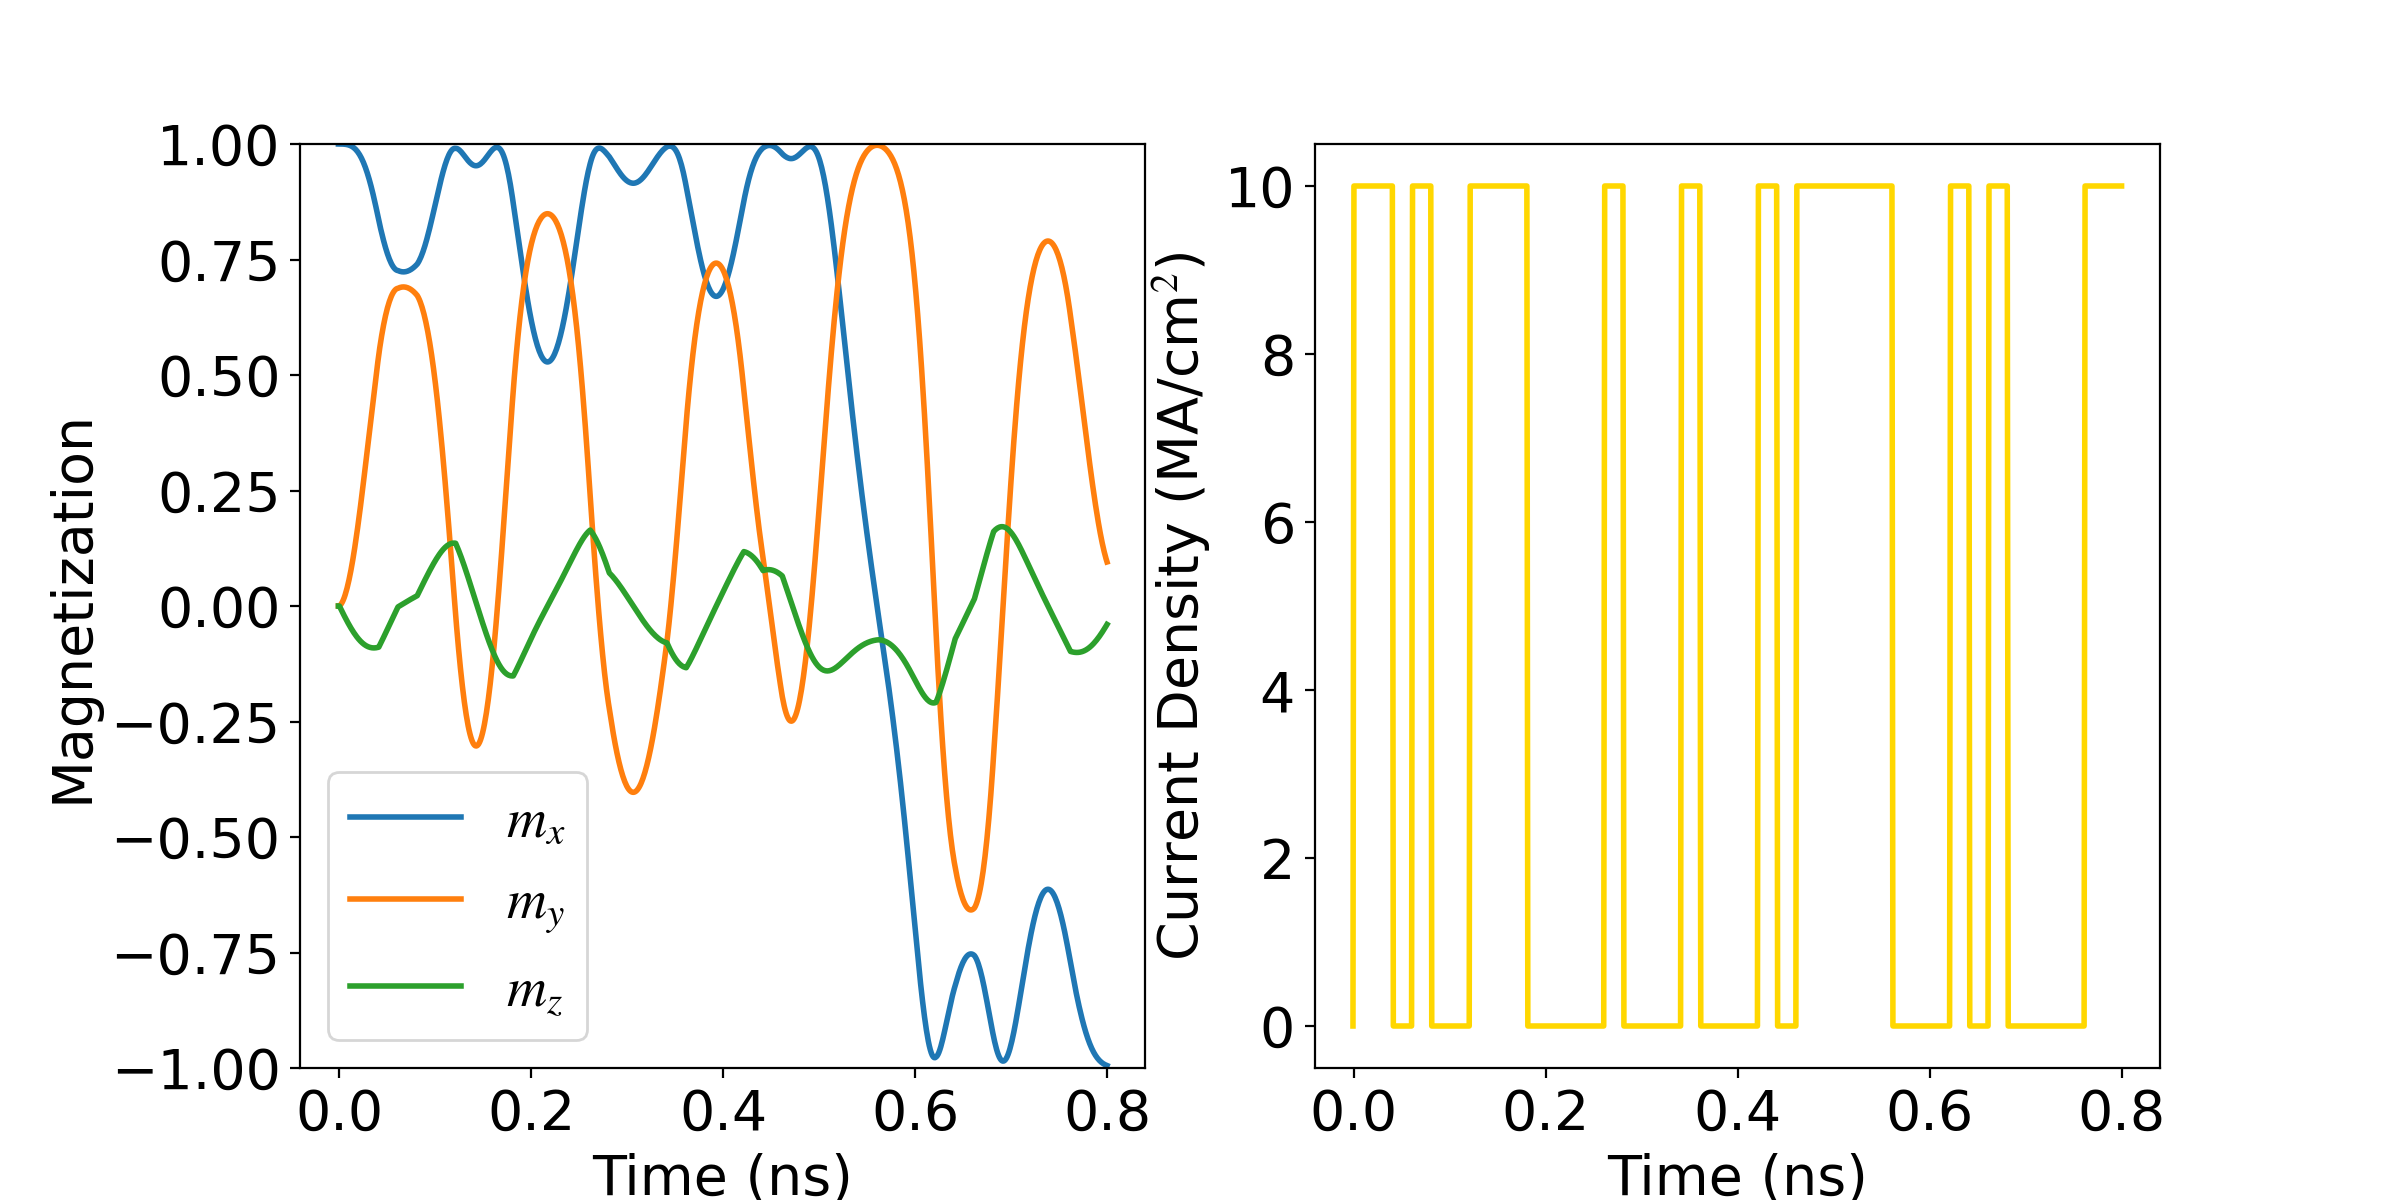 Magnetization
1.00
0.75
0.50
0.25
0.00
−0.25
−0.50
−0.75
−1.00
m_x
m_y
m_z
0.0 0.2 0.4 0.6 0.8
Time (ns)
Current Density (MA/cm²)
10
8
6
4
2
0
0.0 0.2 0.4 0.6 0.8
Time (ns)